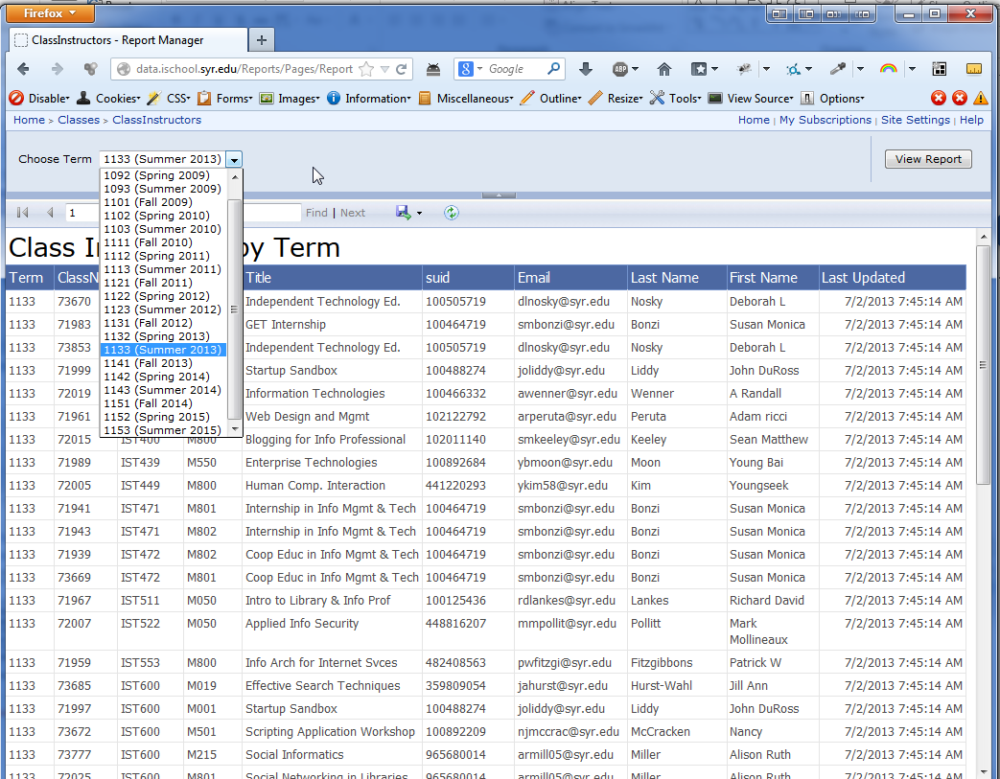 Firefox
ClassInstructors - Report Manager
data.ischool.syr.edu/Reports/Pages/Report
Google
ABP
Disable Cookies CSS Forms Images Information Miscellaneous Outline Resize Tools View Source Options
Home > Classes > ClassInstructors
Home | My Subscriptions | Site Settings | Help
Choose Term 1133 (Summer 2013) View Report
1092 (Spring 2009)
1093 (Summer 2009)
1101 (Fall 2009)
1102 (Spring 2010)
1103 (Summer 2010)
1111 (Fall 2010)
1112 (Spring 2011)
1113 (Summer 2011)
1121 (Fall 2011)
1122 (Spring 2012)
1123 (Summer 2012)
1131 (Fall 2012)
1132 (Spring 2013)
1133 (Summer 2013)
1141 (Fall 2013)
1142 (Spring 2014)
1143 (Summer 2014)
1151 (Fall 2014)
1152 (Spring 2015)
1153 (Summer 2015)
1 Find | Next
Class I by Term
Term ClassN Title suid Email Last Name First Name Last Updated
1133 73670 Independent Technology Ed. 100505719 dlnosky@syr.edu Nosky Deborah L 7/2/2013 7:45:14 AM
1133 71983 GET Internship 100464719 smbonzi@syr.edu Bonzi Susan Monica 7/2/2013 7:45:14 AM
1133 73853 Independent Technology Ed. 100505719 dlnosky@syr.edu Nosky Deborah L 7/2/2013 7:45:14 AM
1133 71999 Startup Sandbox 100488274 joliddy@syr.edu Liddy John DuRoss 7/2/2013 7:45:14 AM
1133 72019 Information Technologies 100466332 awenner@syr.edu Wenner A Randall 7/2/2013 7:45:14 AM
1133 71961 Web Design and Mgmt 102122792 arperuta@syr.edu Peruta Adam ricci 7/2/2013 7:45:14 AM
1133 72015 IST400 M800 Blogging for Info Professional 102011140 smkeeley@syr.edu Keeley Sean Matthew 7/2/2013 7:45:14 AM
1133 71989 IST439 M550 Enterprise Technologies 100892684 ybmoon@syr.edu Moon Young Bai 7/2/2013 7:45:14 AM
1133 72005 IST449 M800 Human Comp. Interaction 441220293 ykim58@syr.edu Kim Youngseek 7/2/2013 7:45:14 AM
1133 71941 IST471 M801 Internship in Info Mgmt & Tech 100464719 smbonzi@syr.edu Bonzi Susan Monica 7/2/2013 7:45:14 AM
1133 71943 IST471 M802 Internship in Info Mgmt & Tech 100464719 smbonzi@syr.edu Bonzi Susan Monica 7/2/2013 7:45:14 AM
1133 71939 IST472 M802 Coop Educ in Info Mgmt & Tech 100464719 smbonzi@syr.edu Bonzi Susan Monica 7/2/2013 7:45:14 AM
1133 73669 IST472 M801 Coop Educ in Info Mgmt & Tech 100464719 smbonzi@syr.edu Bonzi Susan Monica 7/2/2013 7:45:14 AM
1133 71967 IST511 M050 Intro to Library & Info Prof 100125436 rdlankes@syr.edu Lankes Richard David 7/2/2013 7:45:14 AM
1133 72007 IST522 M050 Applied Info Security 448816207 mmpollit@syr.edu Pollitt Mark 7/2/2013 7:45:14 AM
Mollineaux
1133 71959 IST553 M800 Info Arch for Internet Svces 482408563 pwfitzgi@syr.edu Fitzgibbons Patrick W 7/2/2013 7:45:14 AM
1133 73685 IST600 M019 Effective Search Techniques 359809054 jahurst@syr.edu Hurst-Wahl Jill Ann 7/2/2013 7:45:14 AM
1133 71997 IST600 M001 Startup Sandbox 100488274 joliddy@syr.edu Liddy John DuRoss 7/2/2013 7:45:14 AM
1133 73672 IST600 M501 Scripting Application Workshop 100892209 njmccrac@syr.edu McCracken Nancy 7/2/2013 7:45:14 AM
1133 73777 IST600 M215 Social Informatics 965680014 armill05@syr.edu Miller Alison Ruth 7/2/2013 7:45:14 AM
1133 72025 IST600 M801 Social Networking in Libraries 965680014 armill05@syr.edu Miller Alison Ruth 7/2/2013 7:45:14 AM